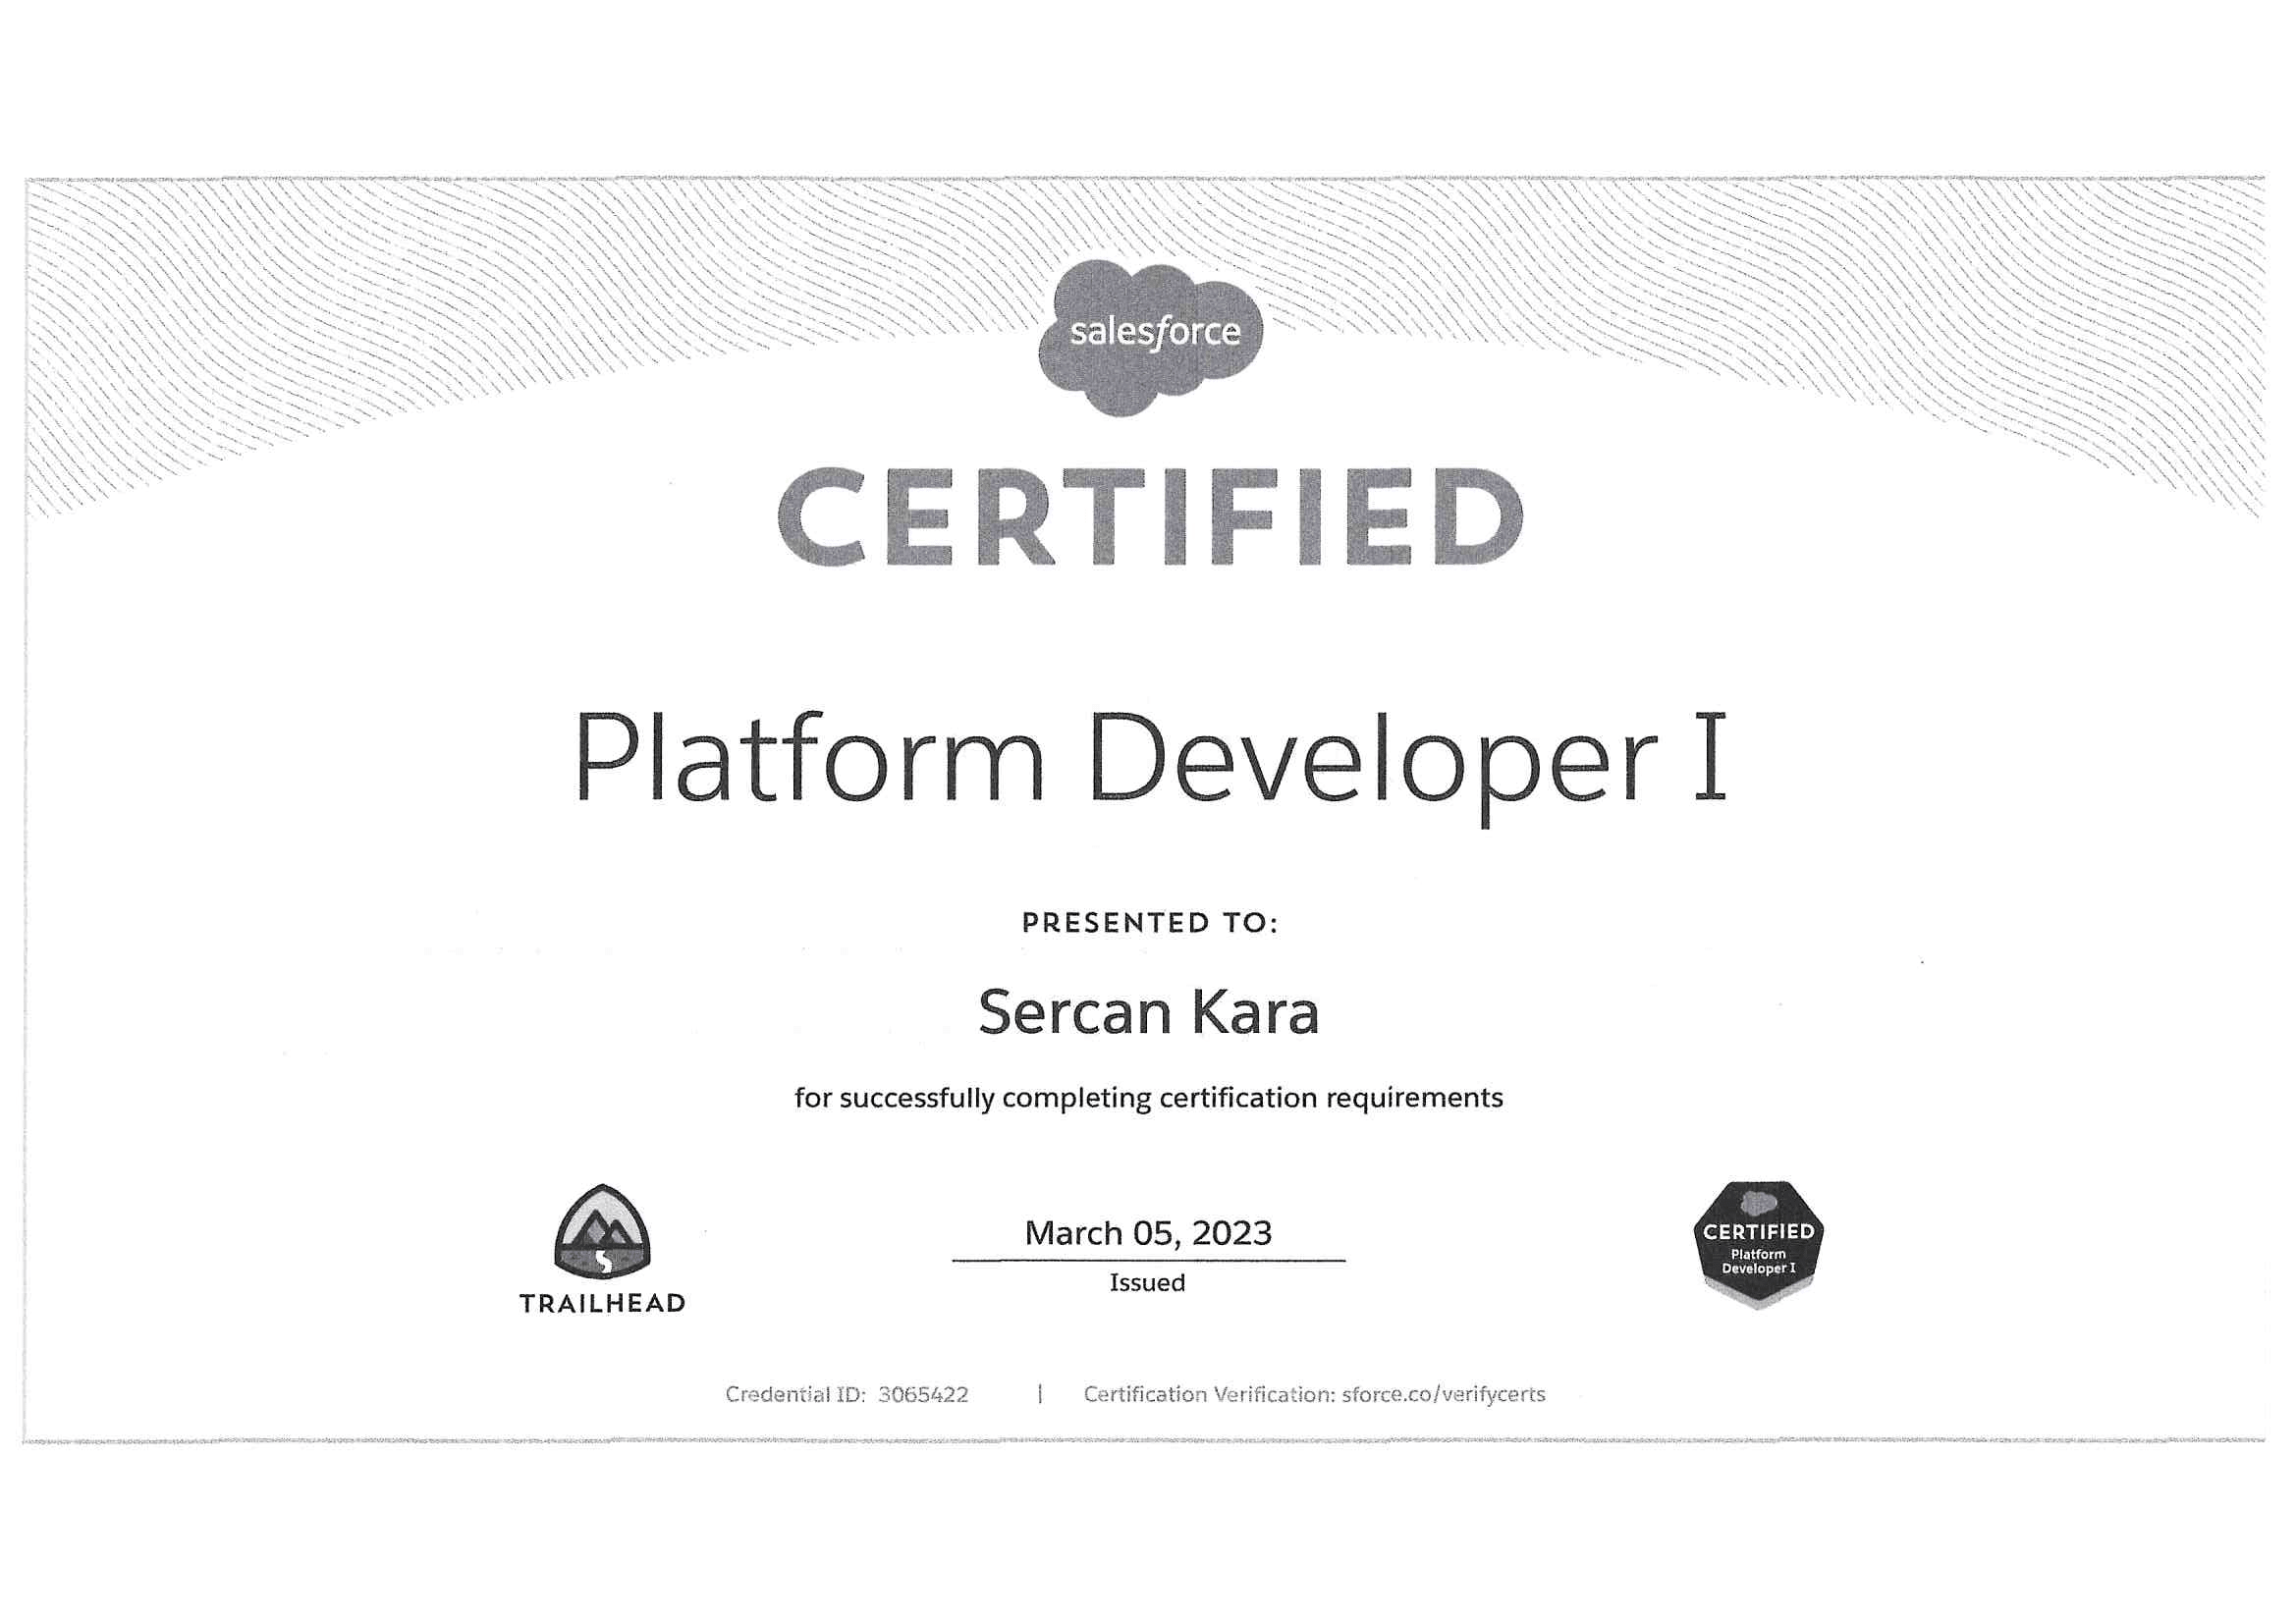 salesforce
CERTIFIED
Platform Developer I
PRESENTED TO:
Sercan Kara
for successfully completing certification requirements
March 05, 2023
Issued
TRAILHEAD
CERTIFIED
Platform
Developer I
Credential ID: 3065422 | Certification Verification: sforce.co/verifycerts